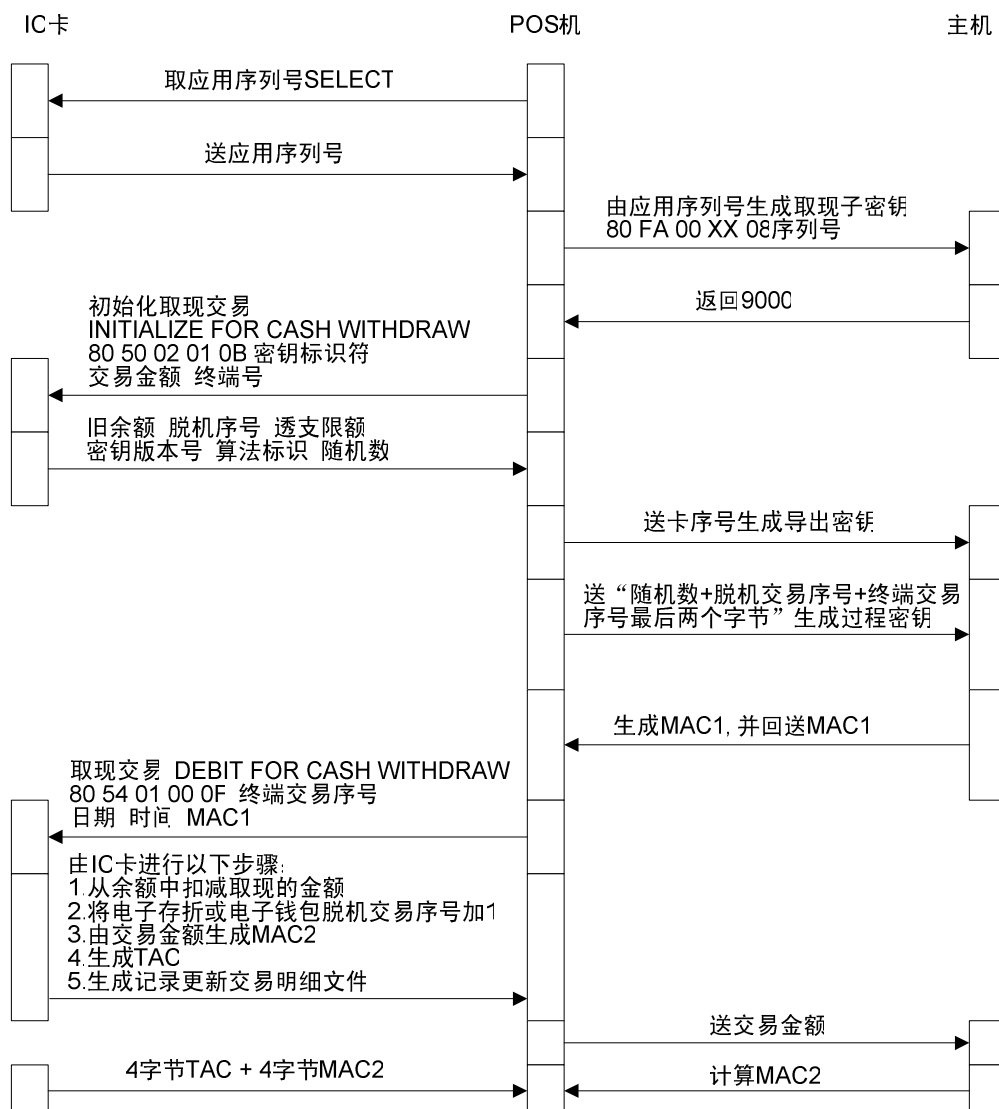 IC卡
POS机
主机
取应用序列号SELECT
送应用序列号
由应用序列号生成取现子密钥
80 FA 00 XX 08序列号
返回9000
初始化取现交易
INITIALIZE FOR CASH WITHDRAW
80 50 02 01 0B 密钥标识符
交易金额 终端号
旧余额 脱机序号 透支限额
密钥版本号 算法标识 随机数
送卡序号生成导出密钥
送“随机数+脱机交易序号+终端交易
序号最后两个字节”生成过程密钥
生成MAC1, 并回送MAC1
取现交易 DEBIT FOR CASH WITHDRAW
80 54 01 00 0F 终端交易序号
日期 时间 MAC1
由IC卡进行以下步骤:
1.从余额中扣减取现的金额
2.将电子存折或电子钱包脱机交易序号加1
3.由交易金额生成MAC2
4.生成TAC
5.生成记录更新交易明细文件
送交易金额
4字节TAC + 4字节MAC2
计算MAC2